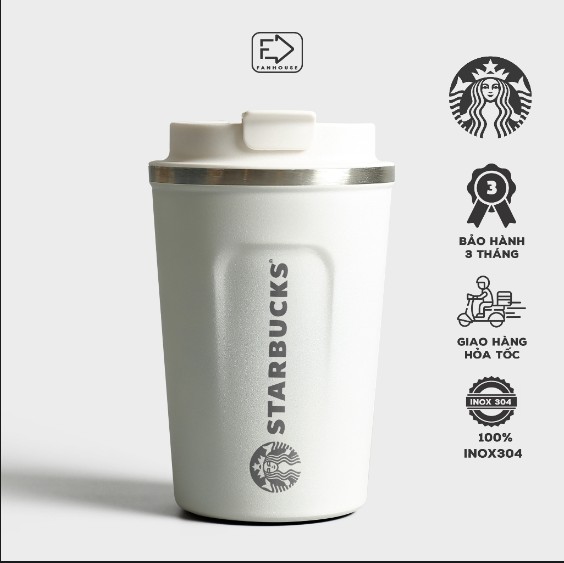 FANHOUSE
STARBUCKS®
3
BẢO HÀNH
3 THÁNG
GIAO HÀNG
HỎA TỐC
INOX 304
100%
INOX304